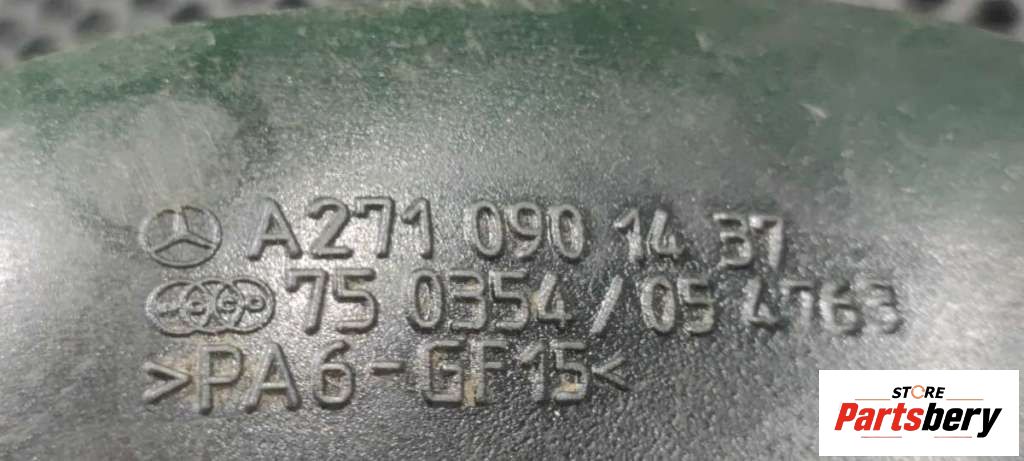 A271 090 14 37
75 0354 / 05 4763
>PA6-GF15<
STORE
Partsbery